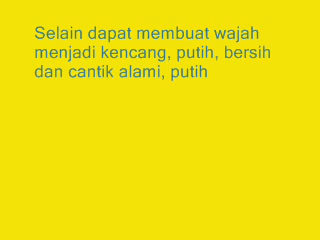 Selain dapat membuat wajah
menjadi kencang, putih, bersih
dan cantik alami, putih